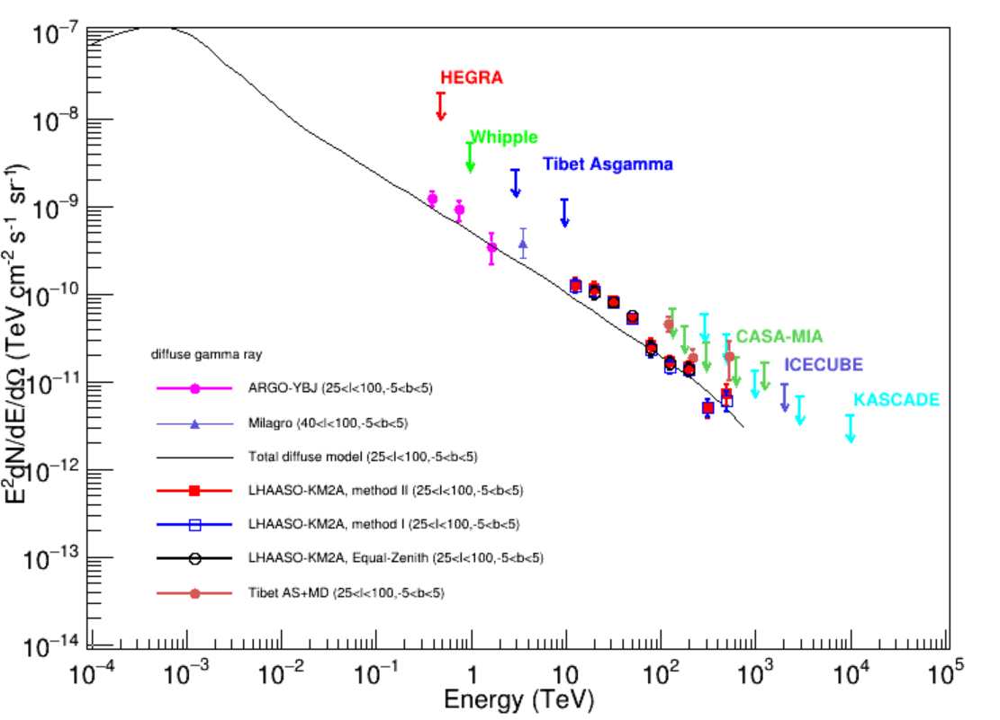 10⁻⁷
10⁻⁸
10⁻⁹
10⁻¹⁰
10⁻¹¹
10⁻¹²
10⁻¹³
10⁻¹⁴
E²dN/dE/dΩ (TeV cm⁻² s⁻¹ sr⁻¹)
HEGRA
Whipple
Tibet Asgamma
CASA-MIA
ICECUBE
KASCADE
diffuse gamma ray
ARGO-YBJ (25<l<100,-5<b<5)
Milagro (40<l<100,-5<b<5)
Total diffuse model (25<l<100,-5<b<5)
LHAASO-KM2A, method II (25<l<100,-5<b<5)
LHAASO-KM2A, method I (25<l<100,-5<b<5)
LHAASO-KM2A, Equal-Zenith (25<l<100,-5<b<5)
Tibet AS+MD (25<l<100,-5<b<5)
10⁻⁴ 10⁻³ 10⁻² 10⁻¹ 1 10 10² 10³ 10⁴ 10⁵
Energy (TeV)